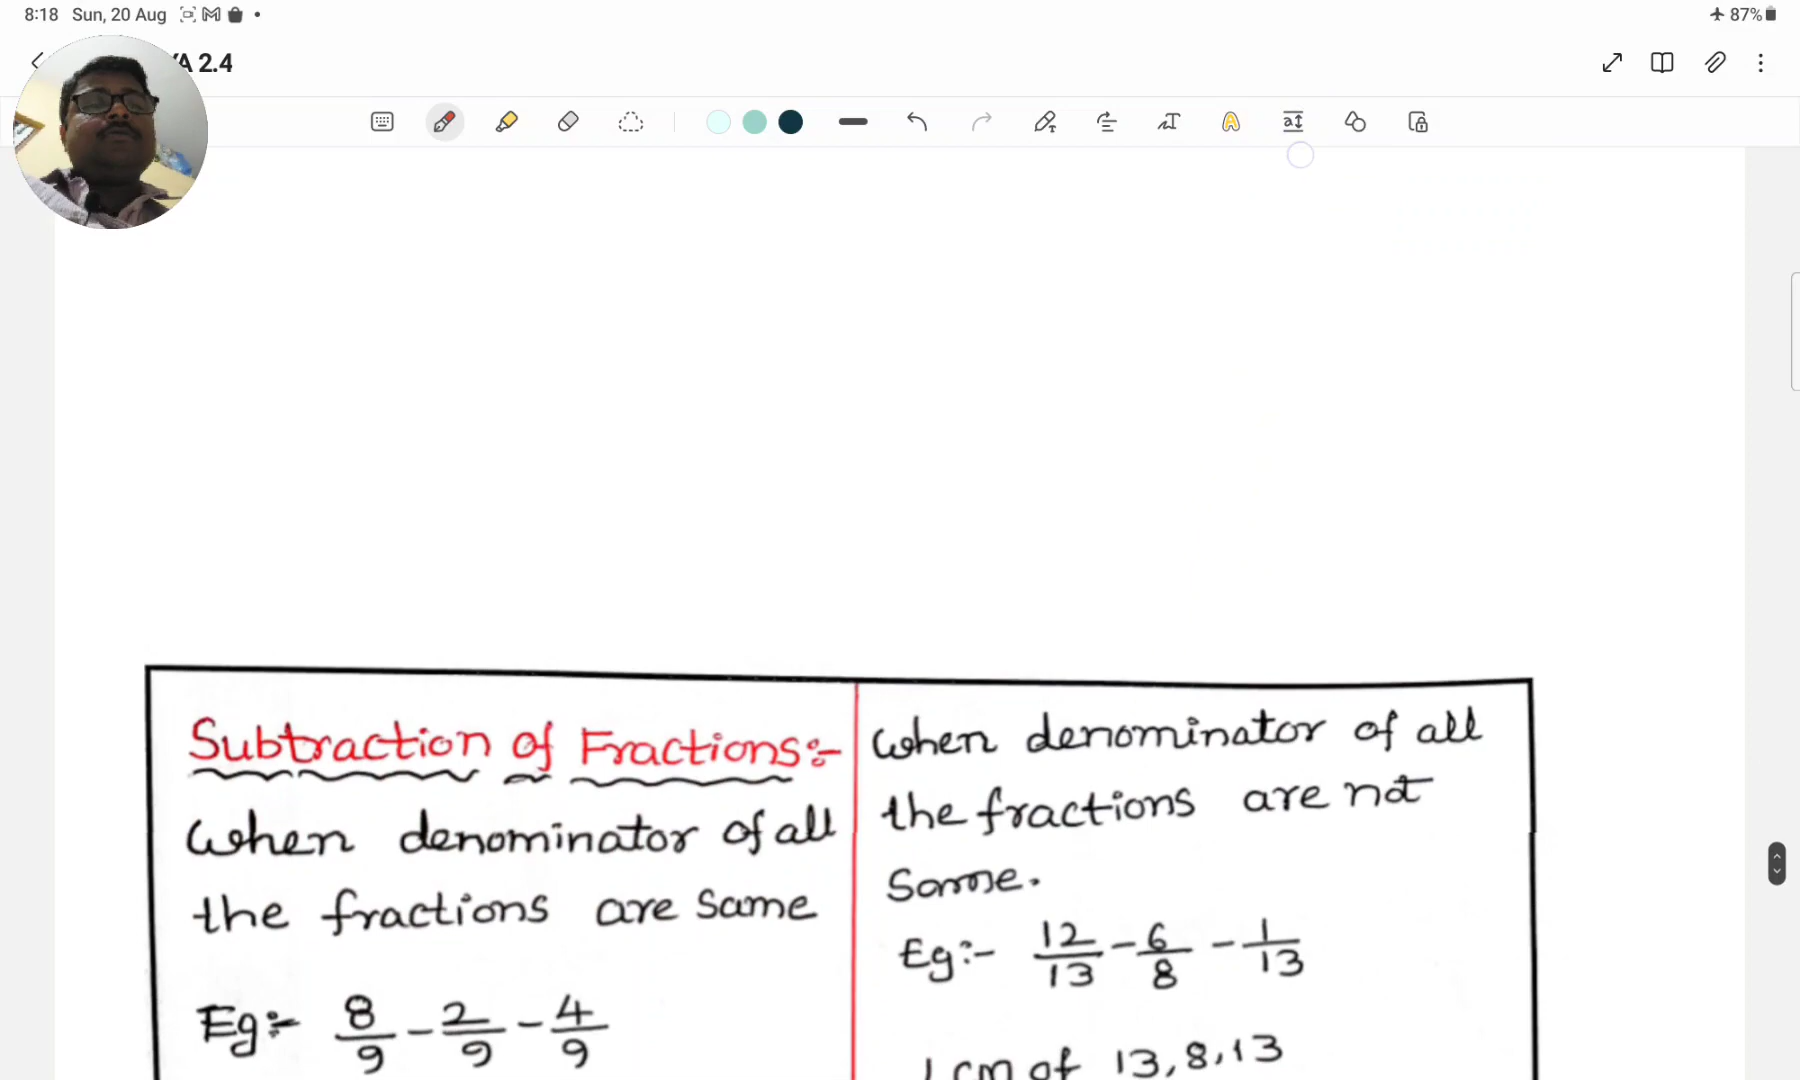 8:18 Sun, 20 Aug
87%
A 2.4
Subtraction of Fractions:-
When denominator of all
the fractions are Same
Eg:- 8/9 - 2/9 - 4/9
When denominator of all
the fractions are not
Same.
Eg:- 12/13 - 6/8 - 1/13
Lcm of 13,8,13